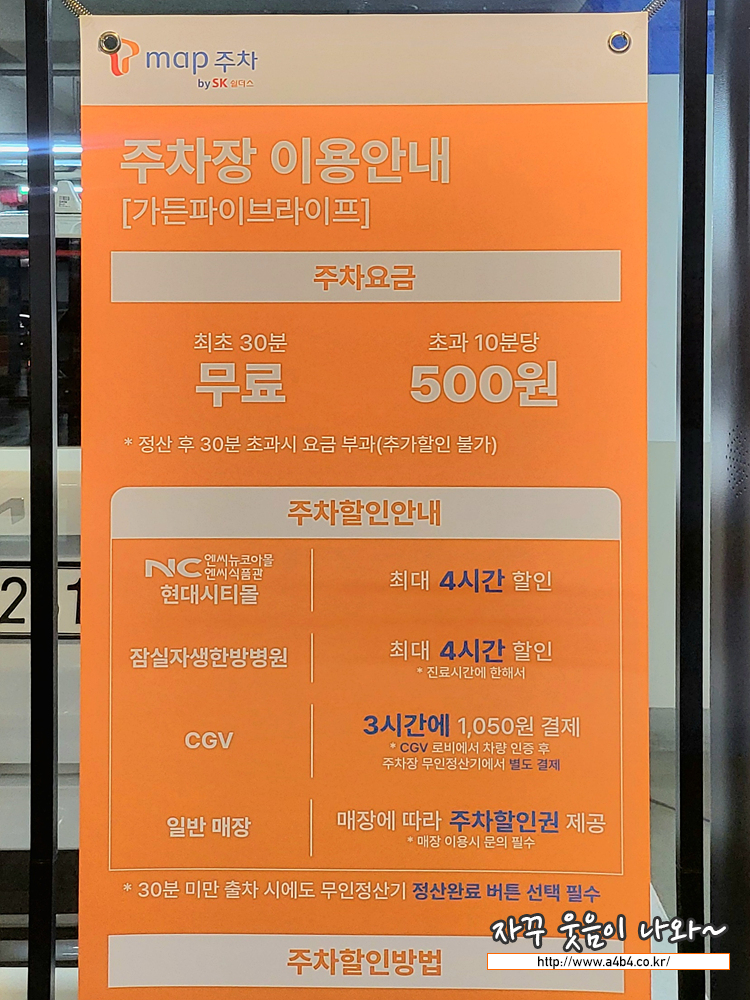 map 주차
by SK 쉴더스
주차장 이용안내
[가든파이브라이프]
주차요금
최초 30분
무료
초과 10분당
500원
* 정산 후 30분 초과시 요금 부과(추가할인 불가)
주차할인안내
NC 엔씨뉴코아몰
엔씨식품관
현대시티몰
최대 4시간 할인
잠실자생한방병원
최대 4시간 할인
* 진료시간에 한해서
CGV
3시간에 1,050원 결제
* CGV 로비에서 차량 인증 후
주차장 무인정산기에서 별도 결제
일반 매장
매장에 따라 주차할인권 제공
* 매장 이용시 문의 필수
* 30분 미만 출차 시에도 무인정산기 정산완료 버튼 선택 필수
주차할인방법
자꾸 웃음이 나와~
http://www.a4b4.co.kr/